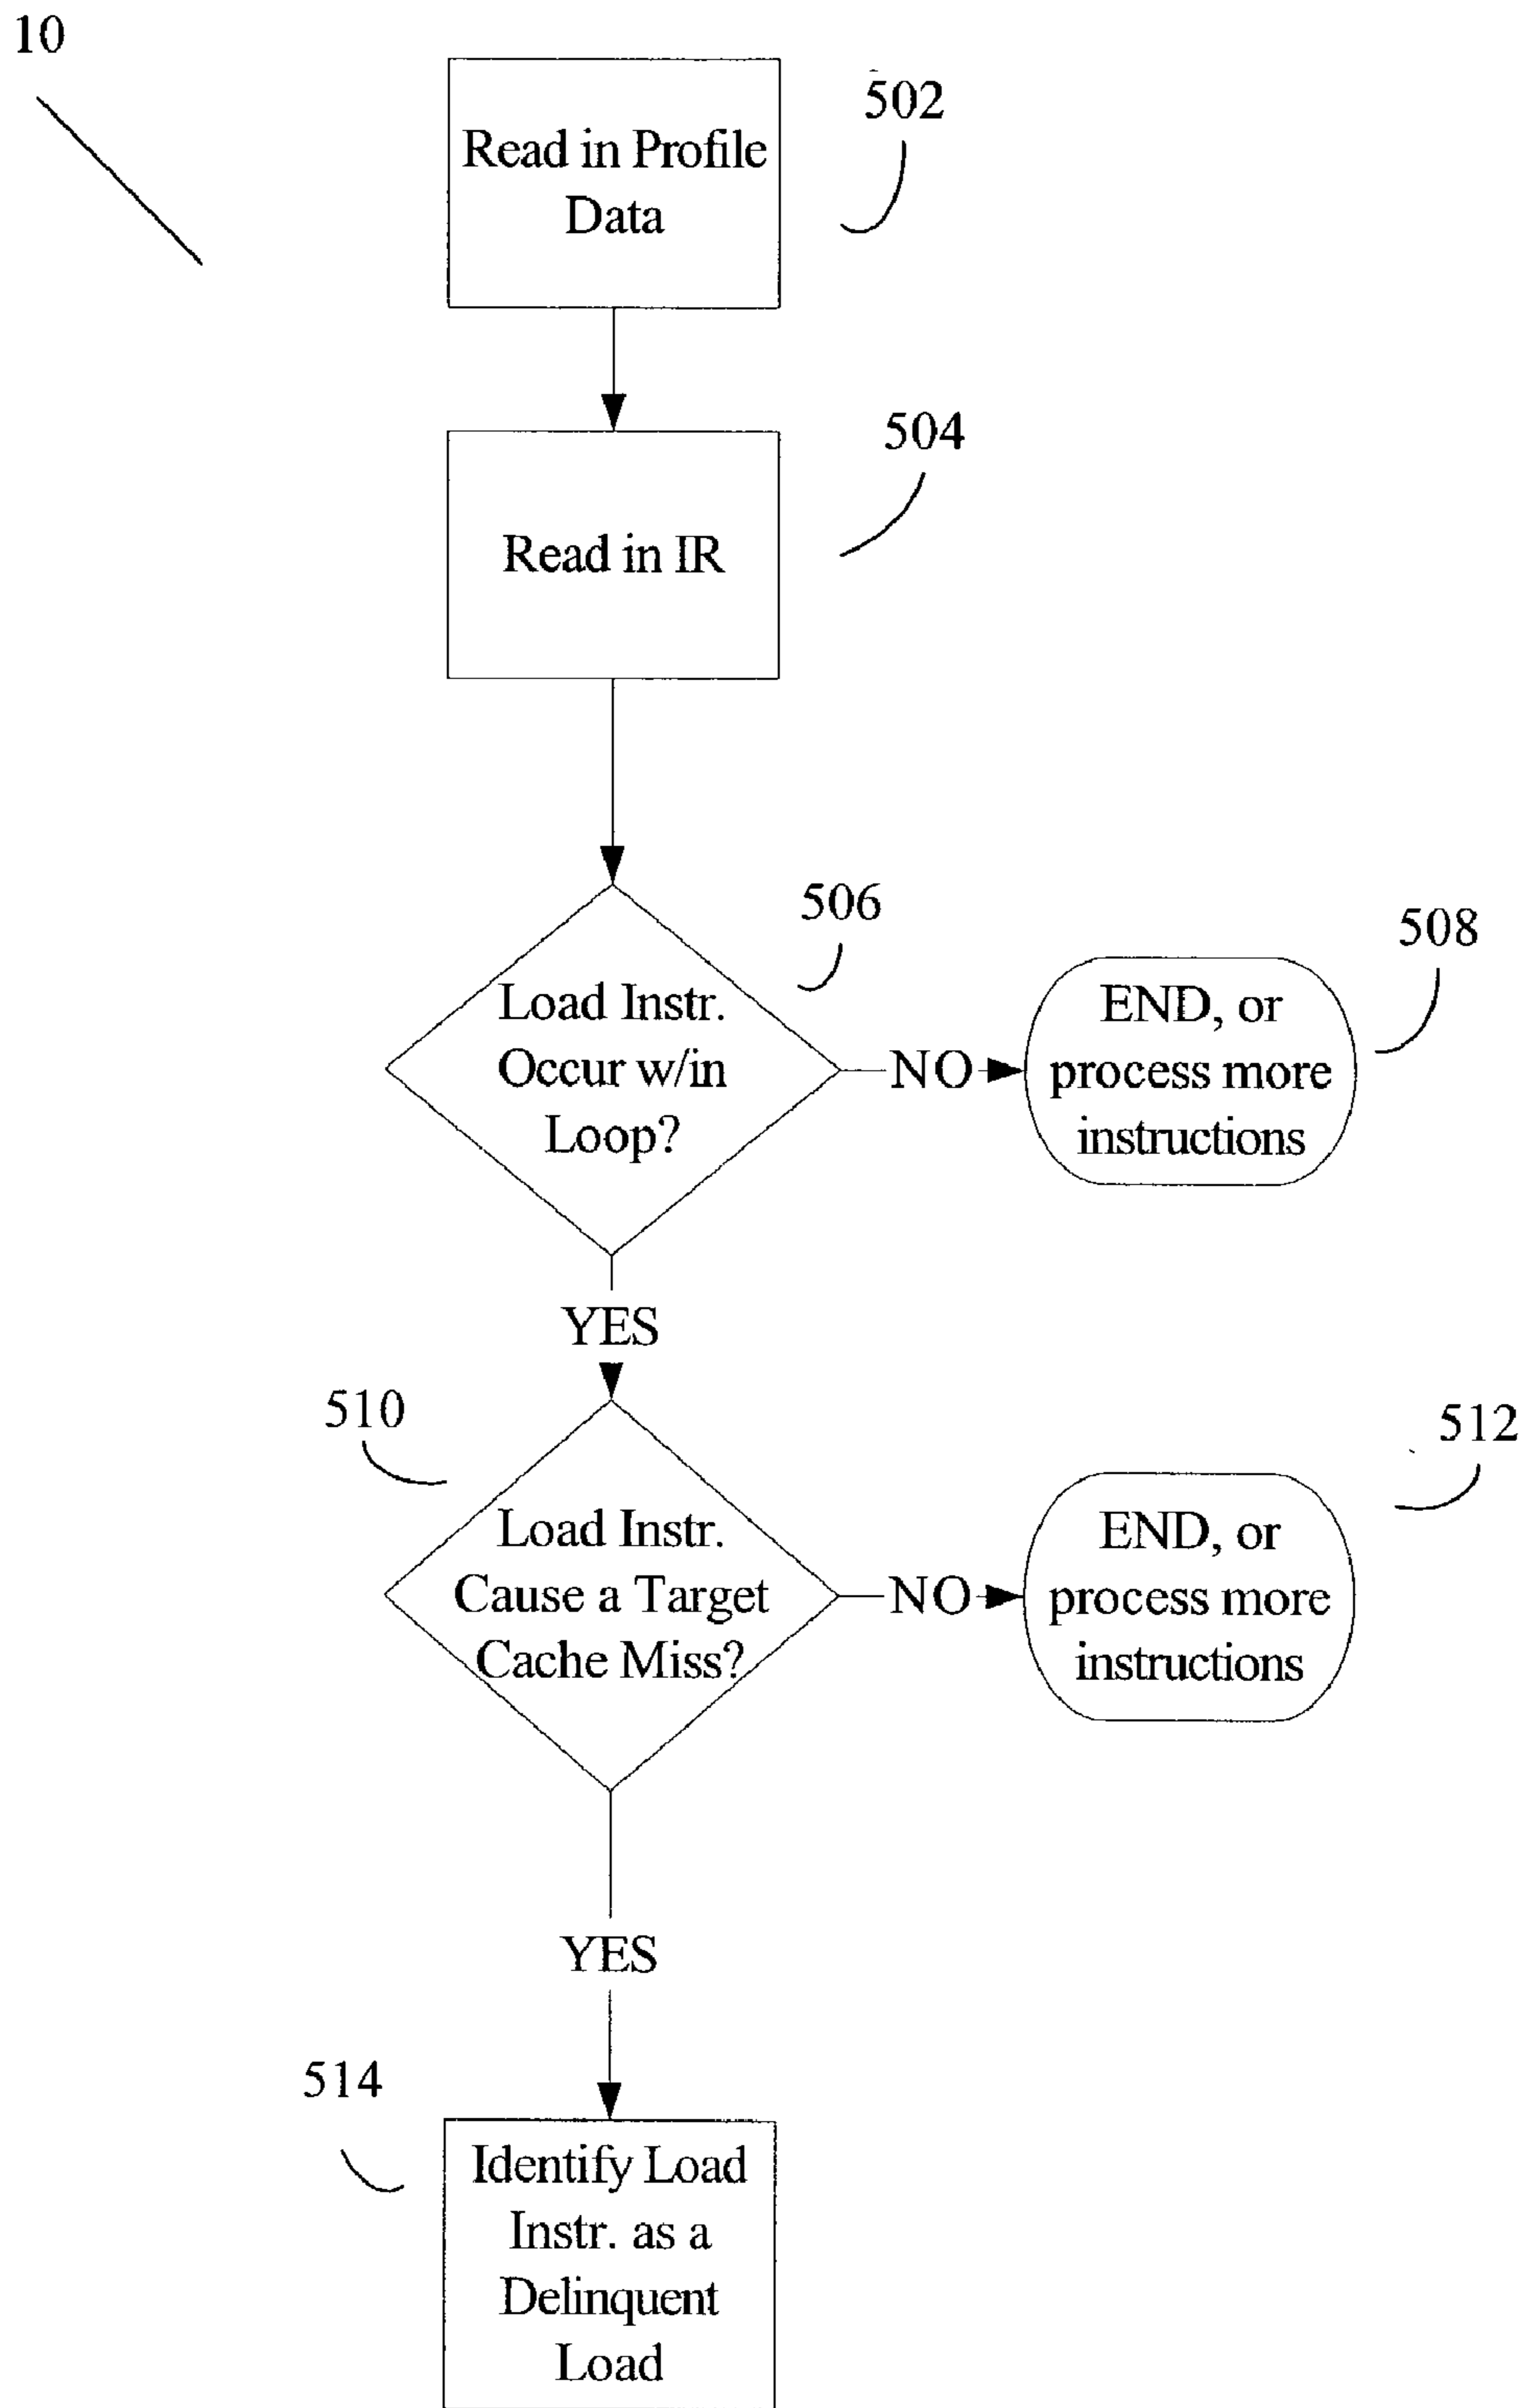 10
502
Read in Profile
Data
504
Read in IR
506
Load Instr.
Occur w/in
Loop?
NO
508
END, or
process more
instructions
YES
510
Load Instr.
Cause a Target
Cache Miss?
NO
512
END, or
process more
instructions
YES
514
Identify Load
Instr. as a
Delinquent
Load